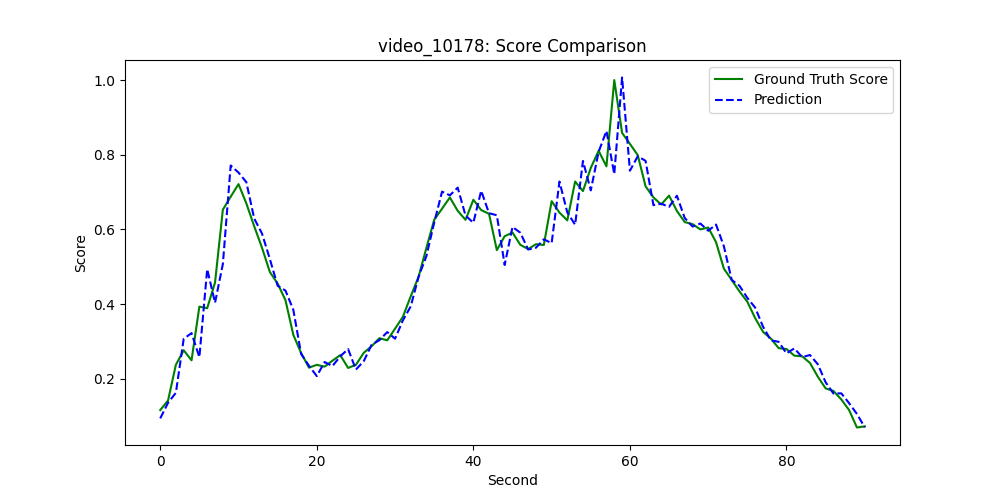 video_10178: Score Comparison
Ground Truth Score
Prediction
1.0
0.8
0.6
0.4
0.2
Score
0 20 40 60 80
Second